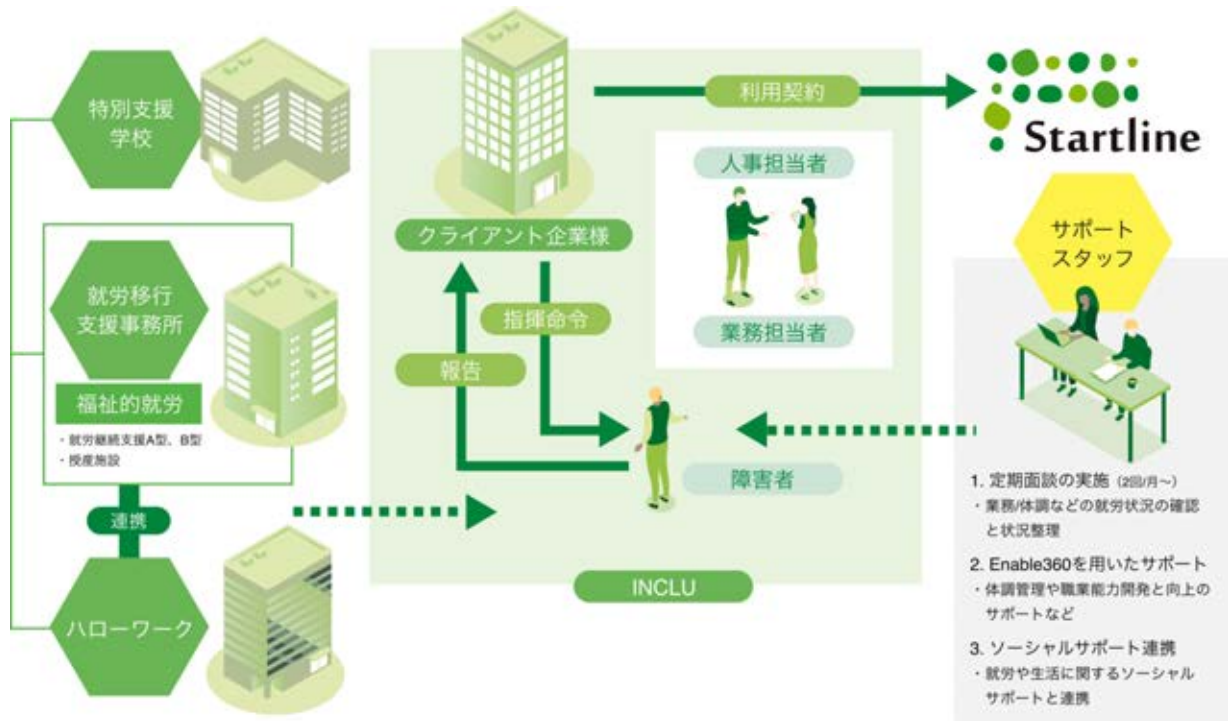 特別支援
学校
就労移行
支援事務所
福祉的就労
・就労継続支援A型、B型
・授産施設
連携
ハローワーク
クライアント企業様
利用契約
人事担当者
業務担当者
指揮命令
報告
障害者
INCLU
Startline
サポート
スタッフ
1. 定期面談の実施（2回/月〜）
・業務/体調などの就労状況の確認
と状況整理
2. Enable360を用いたサポート
・体調管理や職業能力開発と向上の
サポートなど
3. ソーシャルサポート連携
・就労や生活に関するソーシャル
サポートと連携